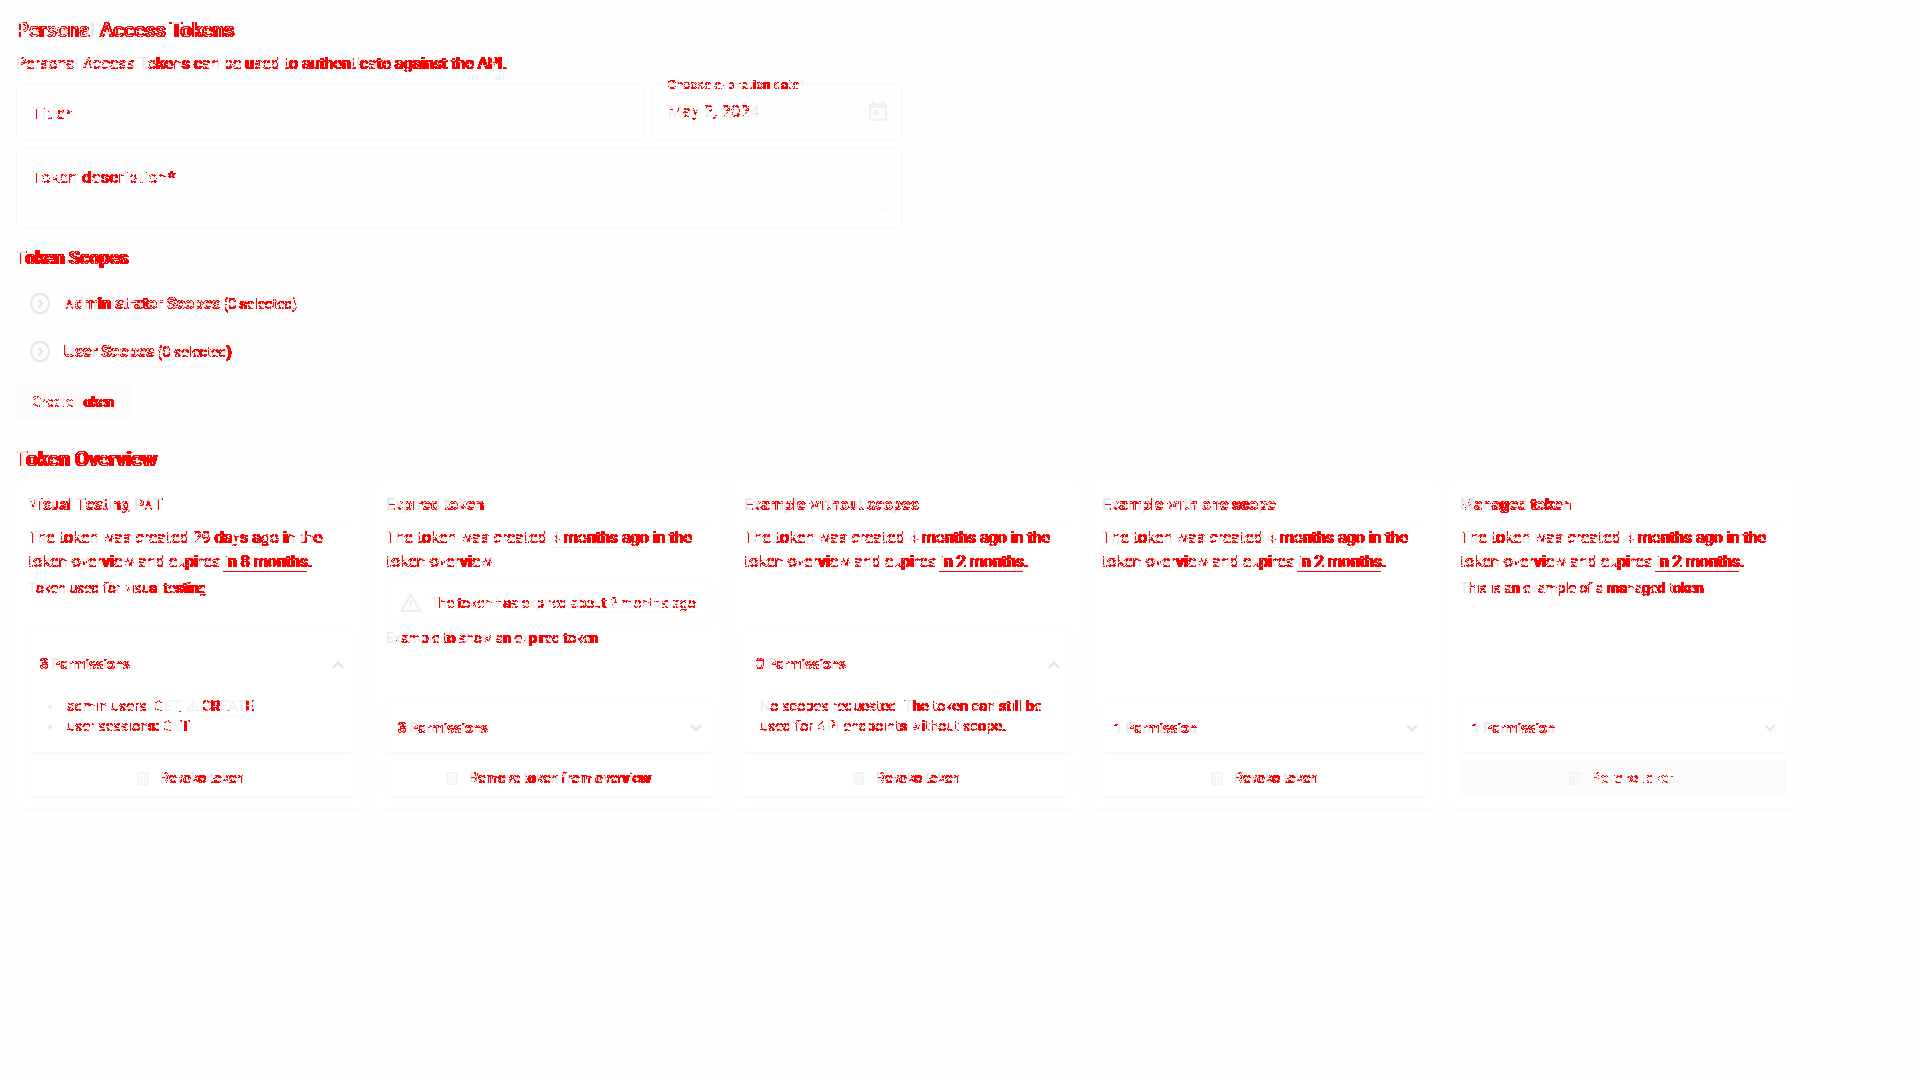 Personal Access Tokens
Personal Access Tokens can be used to authenticate against the API.
Title*
Choose expiration date
May 2, 2024
Token description*
Token Scopes
Administrator Scopes (0 selected)
User Scopes (0 selected)
Create token
Token Overview
Visual Testing PAT
The token was created 29 days ago in the
token overview and expires in 8 months.
Token used for visual testing
3 Permissions
admin users: GET, ⚠CREATE
user sessions: GET
Revoke token
Expired token
The token was created 4 months ago in the
token overview
The token has expired about 2 months ago
Example to show an expired token
3 Permissions
Remove token from overview
Example without scopes
The token was created 4 months ago in the
token overview and expires in 2 months.
0 Permissions
No scopes requested. The token can still be
used for API endpoints without scope.
Revoke token
Example with one scope
The token was created 4 months ago in the
token overview and expires in 2 months.
1 Permission
Revoke token
Managed token
The token was created 4 months ago in the
token overview and expires in 2 months.
This is an example of a managed token
1 Permission
Revoke token